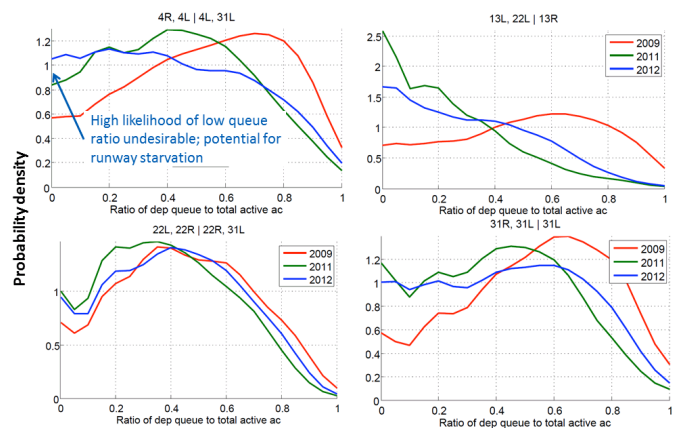 4R, 4L | 4L, 31L
1.2
1
0.8
0.6
0.4
0.2
0
0 0.2 0.4 0.6 0.8 1
Ratio of dep queue to total active ac
High likelihood of low queue
ratio undesirable; potential for
runway starvation
13L, 22L | 13R
2.5
2
1.5
1
0.5
0
0 0.2 0.4 0.6 0.8 1
Ratio of dep queue to total active ac
2009
2011
2012
Probability density
22L, 22R | 22R, 31L
1
0.5
0
0 0.2 0.4 0.6 0.8 1
Ratio of dep queue to total active ac
2009
2011
2012
31R, 31L | 31L
1.2
1
0.8
0.6
0.4
0.2
0
0 0.2 0.4 0.6 0.8 1
Ratio of dep queue to total active ac
2009
2011
2012